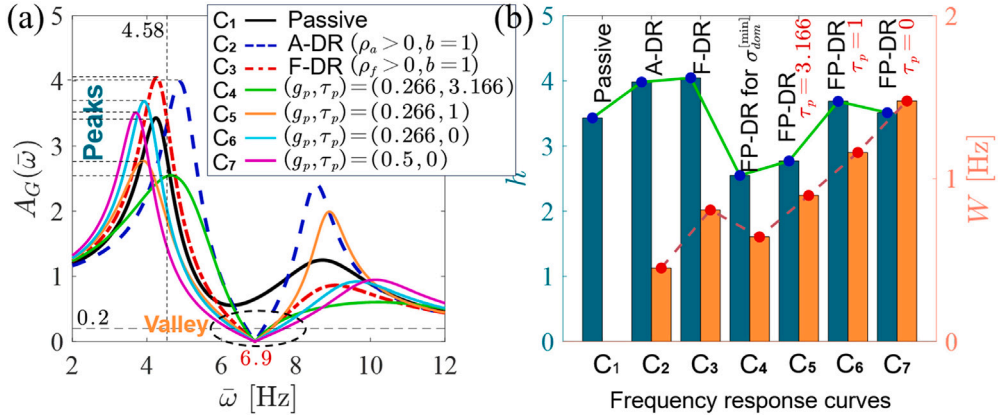 (a)
4.58
C₁ Passive
C₂ A-DR (ρₐ > 0, b = 1)
C₃ F-DR (ρ_f > 0, b = 1)
C₄ (g_p, τ_p) = (0.266, 3.166)
C₅ (g_p, τ_p) = (0.266, 1)
C₆ (g_p, τ_p) = (0.266, 0)
C₇ (g_p, τ_p) = (0.5, 0)
Peaks
A_G(ω̄)
5
4
3
2
1
0
0.2
Valley
6.9
2 4 6 8 10 12
ω̄ [Hz]
(b)
h
5
4
3
2
1
0
Passive
A-DR
F-DR
FP-DR for σ_dom^[min]
FP-DR
τ_p = 3.166
FP-DR
τ_p = 1
FP-DR
τ_p = 0
2
1
0
W [Hz]
C₁ C₂ C₃ C₄ C₅ C₆ C₇
Frequency response curves